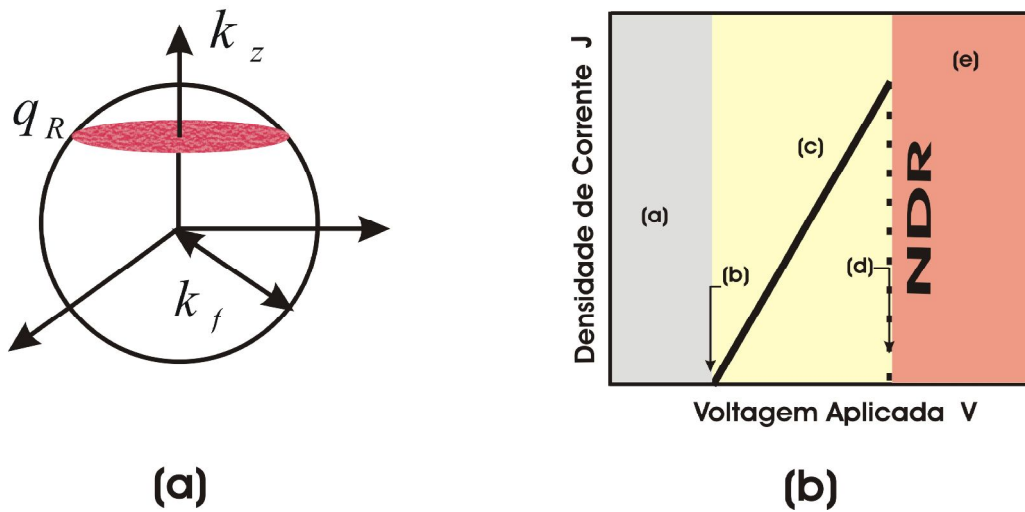 k z
q R
k f
(a)
Densidade de Corrente J
(a)
(b)
(c)
(d)
(e)
NDR
Voltagem Aplicada V
(b)